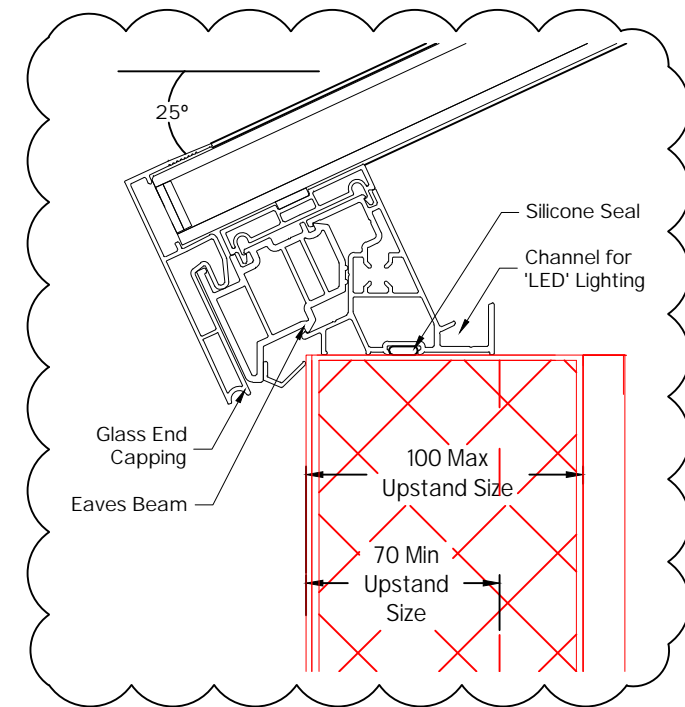 25°
Silicone Seal
Channel for
'LED' Lighting
Glass End
Capping
Eaves Beam
100 Max
Upstand Size
70 Min
Upstand
Size